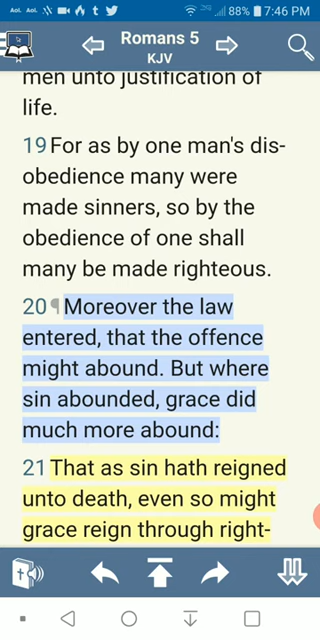 AOL. AOL. 88% 7:46 PM
Romans 5
KJV
men unto justification of
life.
19 For as by one man's dis-
obedience many were
made sinners, so by the
obedience of one shall
many be made righteous.
20 ¶ Moreover the law
entered, that the offence
might abound. But where
sin abounded, grace did
much more abound:
21 That as sin hath reigned
unto death, even so might
grace reign through right-